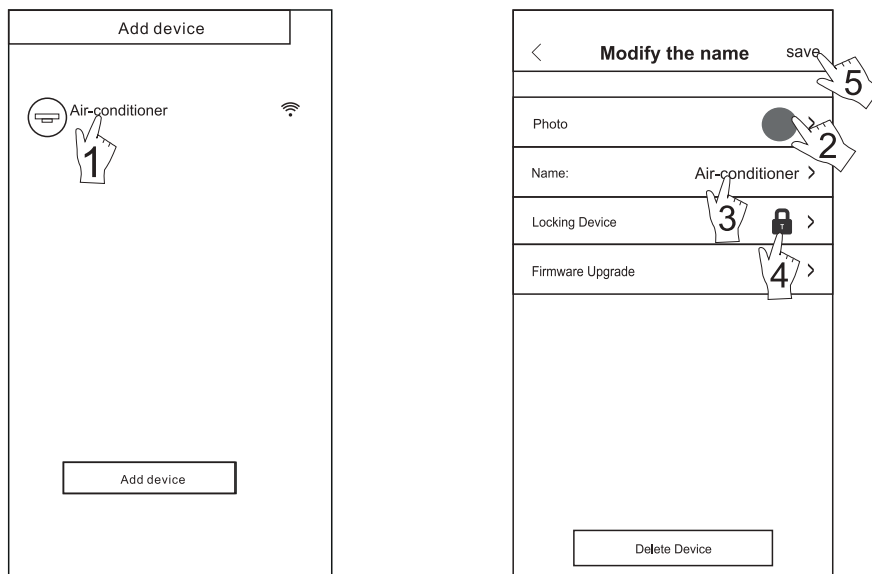 Add device
Air-conditioner
1
Add device
< Modify the name save
5
Photo >
2
Name: Air-conditioner >
3
Locking Device >
4
Firmware Upgrade >
Delete Device